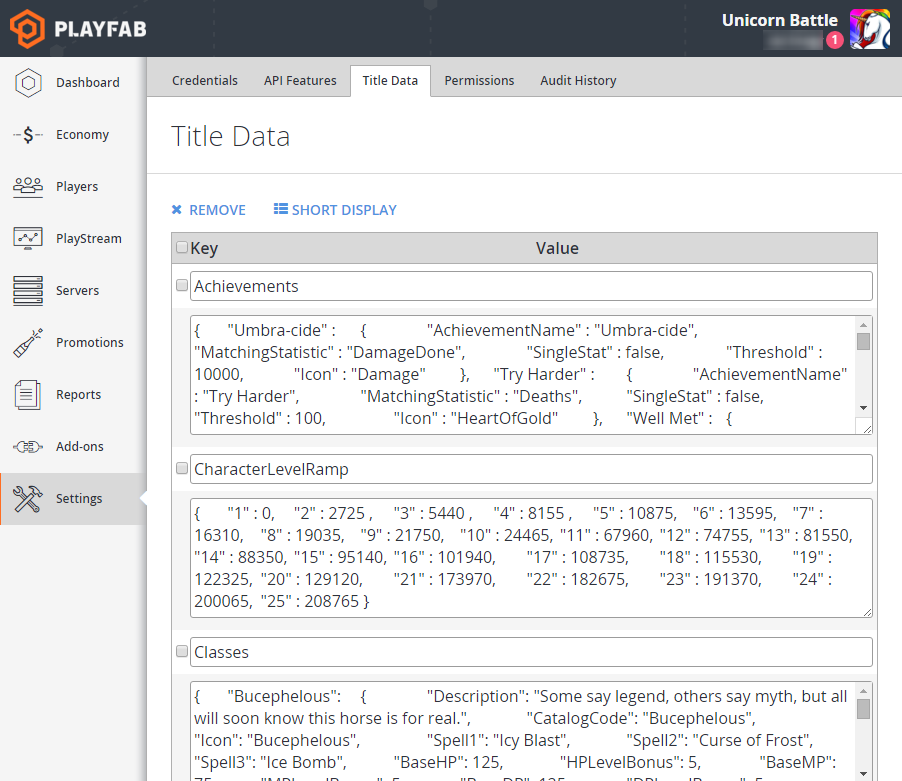 PLAYFAB
Unicorn Battle
1
Dashboard
Economy
Players
PlayStream
Servers
Promotions
Reports
Add-ons
Settings
Credentials API Features Title Data Permissions Audit History
Title Data
REMOVE SHORT DISPLAY
Key Value
Achievements
{ "Umbra-cide" : { "AchievementName" : "Umbra-cide",
"MatchingStatistic" : "DamageDone", "SingleStat" : false, "Threshold" :
10000, "Icon" : "Damage" }, "Try Harder" : { "AchievementName"
: "Try Harder", "MatchingStatistic" : "Deaths", "SingleStat" : false,
"Threshold" : 100, "Icon" : "HeartOfGold" }, "Well Met" : {
CharacterLevelRamp
{ "1" : 0, "2" : 2725 , "3" : 5440 , "4" : 8155 , "5" : 10875, "6" : 13595, "7" :
16310, "8" : 19035, "9" : 21750, "10" : 24465, "11" : 67960, "12" : 74755, "13" : 81550,
"14" : 88350, "15" : 95140, "16" : 101940, "17" : 108735, "18" : 115530, "19" :
122325, "20" : 129120, "21" : 173970, "22" : 182675, "23" : 191370, "24" :
200065, "25" : 208765 }
Classes
{ "Bucephelous": { "Description": "Some say legend, others say myth, but all
will soon know this horse is for real.", "CatalogCode": "Bucephelous",
"Icon": "Bucephelous", "Spell1": "Icy Blast", "Spell2": "Curse of Frost",
"Spell3": "Ice Bomb", "BaseHP": 125, "HPLevelBonus": 5, "BaseMP":